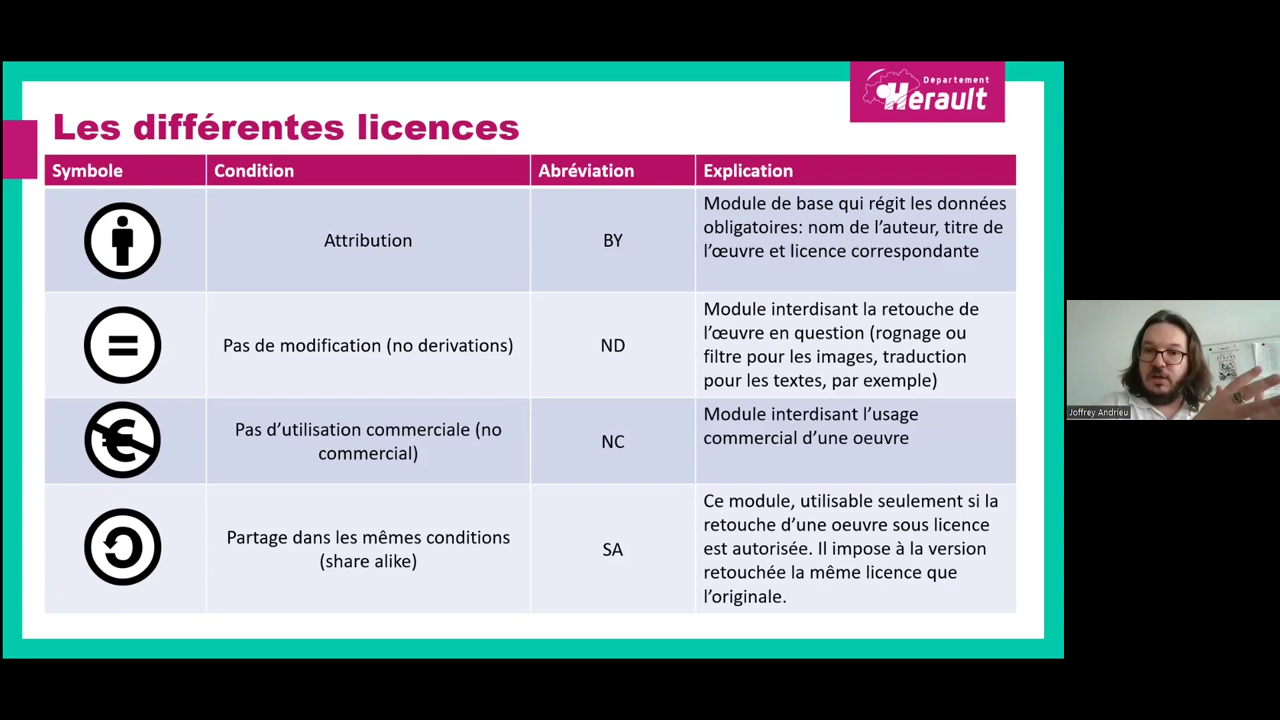 Departement
Herault
Les différentes licences
Symbole
Condition
Abréviation
Explication
Attribution
BY
Module de base qui régit les données
obligatoires: nom de l’auteur, titre de
l’œuvre et licence correspondante
Pas de modification (no derivations)
ND
Module interdisant la retouche de
l’œuvre en question (rognage ou
filtre pour les images, traduction
pour les textes, par exemple)
Pas d’utilisation commerciale (no
commercial)
NC
Module interdisant l’usage
commercial d’une oeuvre
Partage dans les mêmes conditions
(share alike)
SA
Ce module, utilisable seulement si la
retouche d’une oeuvre sous licence
est autorisée. Il impose à la version
retouchée la même licence que
l’originale.
Joffrey Andrieu